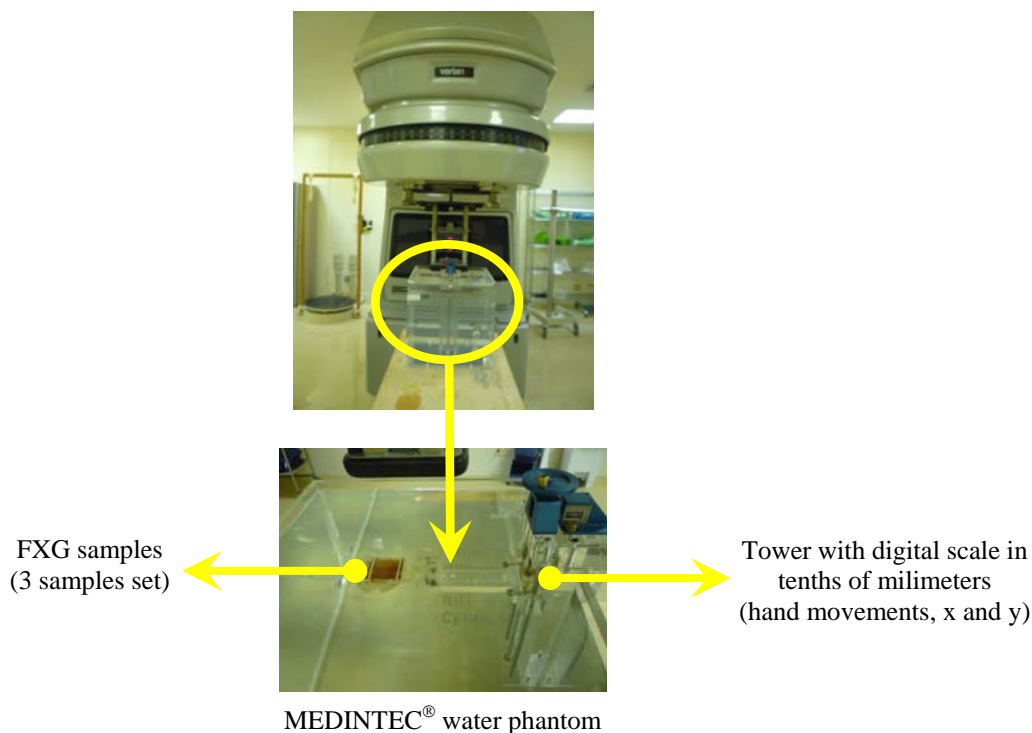 varian
FXG samples
(3 samples set)
Tower with digital scale in
tenths of milimeters
(hand movements, x and y)
MEDINTEC® water phantom